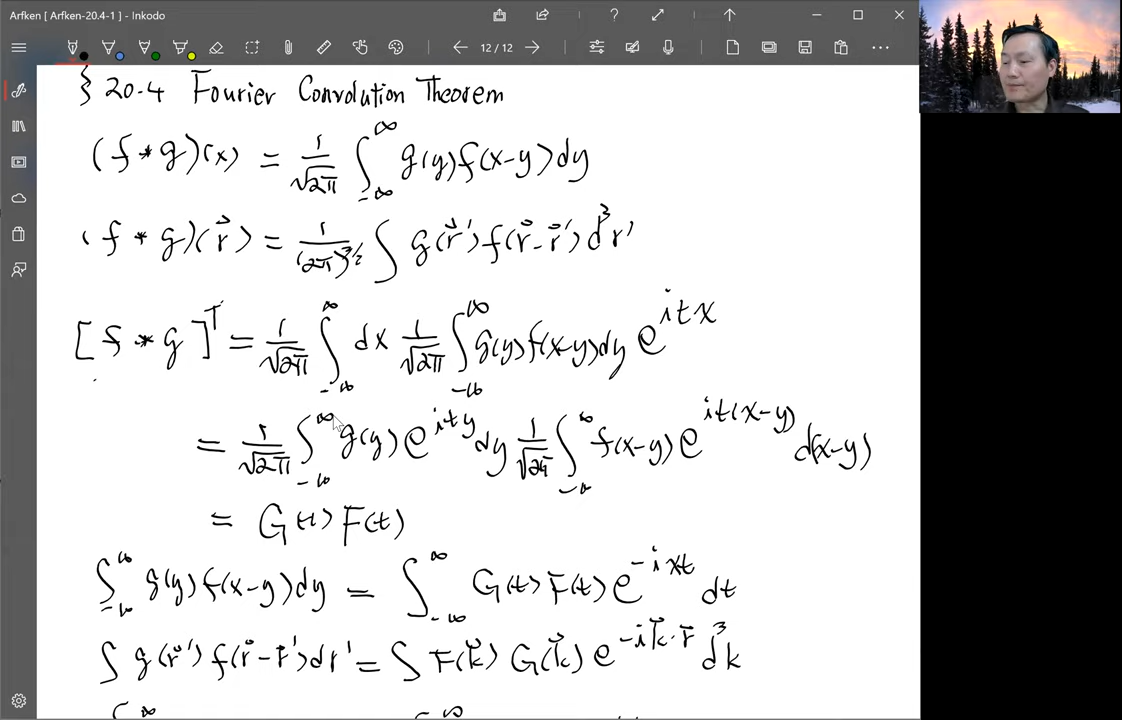 Arfken [ Arfken-20.4-1 ] - Inkodo
12/12
§ 20.4 Fourier Convolution Theorem
(f * g)(x) = 1/√2π ∫_{-∞}^{∞} g(y) f(x-y) dy
(f * g)(r⃗) = 1/(2π)^{3/2} ∫ g(r⃗') f(r⃗-r⃗') d³r'
[f * g]^T = 1/√2π ∫_{-∞}^{∞} dx 1/√2π ∫_{-∞}^{∞} g(y) f(x-y) dy e^{itx}
= 1/√2π ∫_{-∞}^{∞} g(y) e^{ity} dy 1/√2π ∫_{-∞}^{∞} f(x-y) e^{it(x-y)} d(x-y)
= G(t) F(t)
∫_{-∞}^{∞} g(y) f(x-y) dy = ∫_{-∞}^{∞} G(t) F(t) e^{-ixt} dt
∫ g(r⃗') f(r⃗-r⃗') dr' = ∫ F(k⃗) G(k⃗) e^{-ik⃗·r⃗} d³k